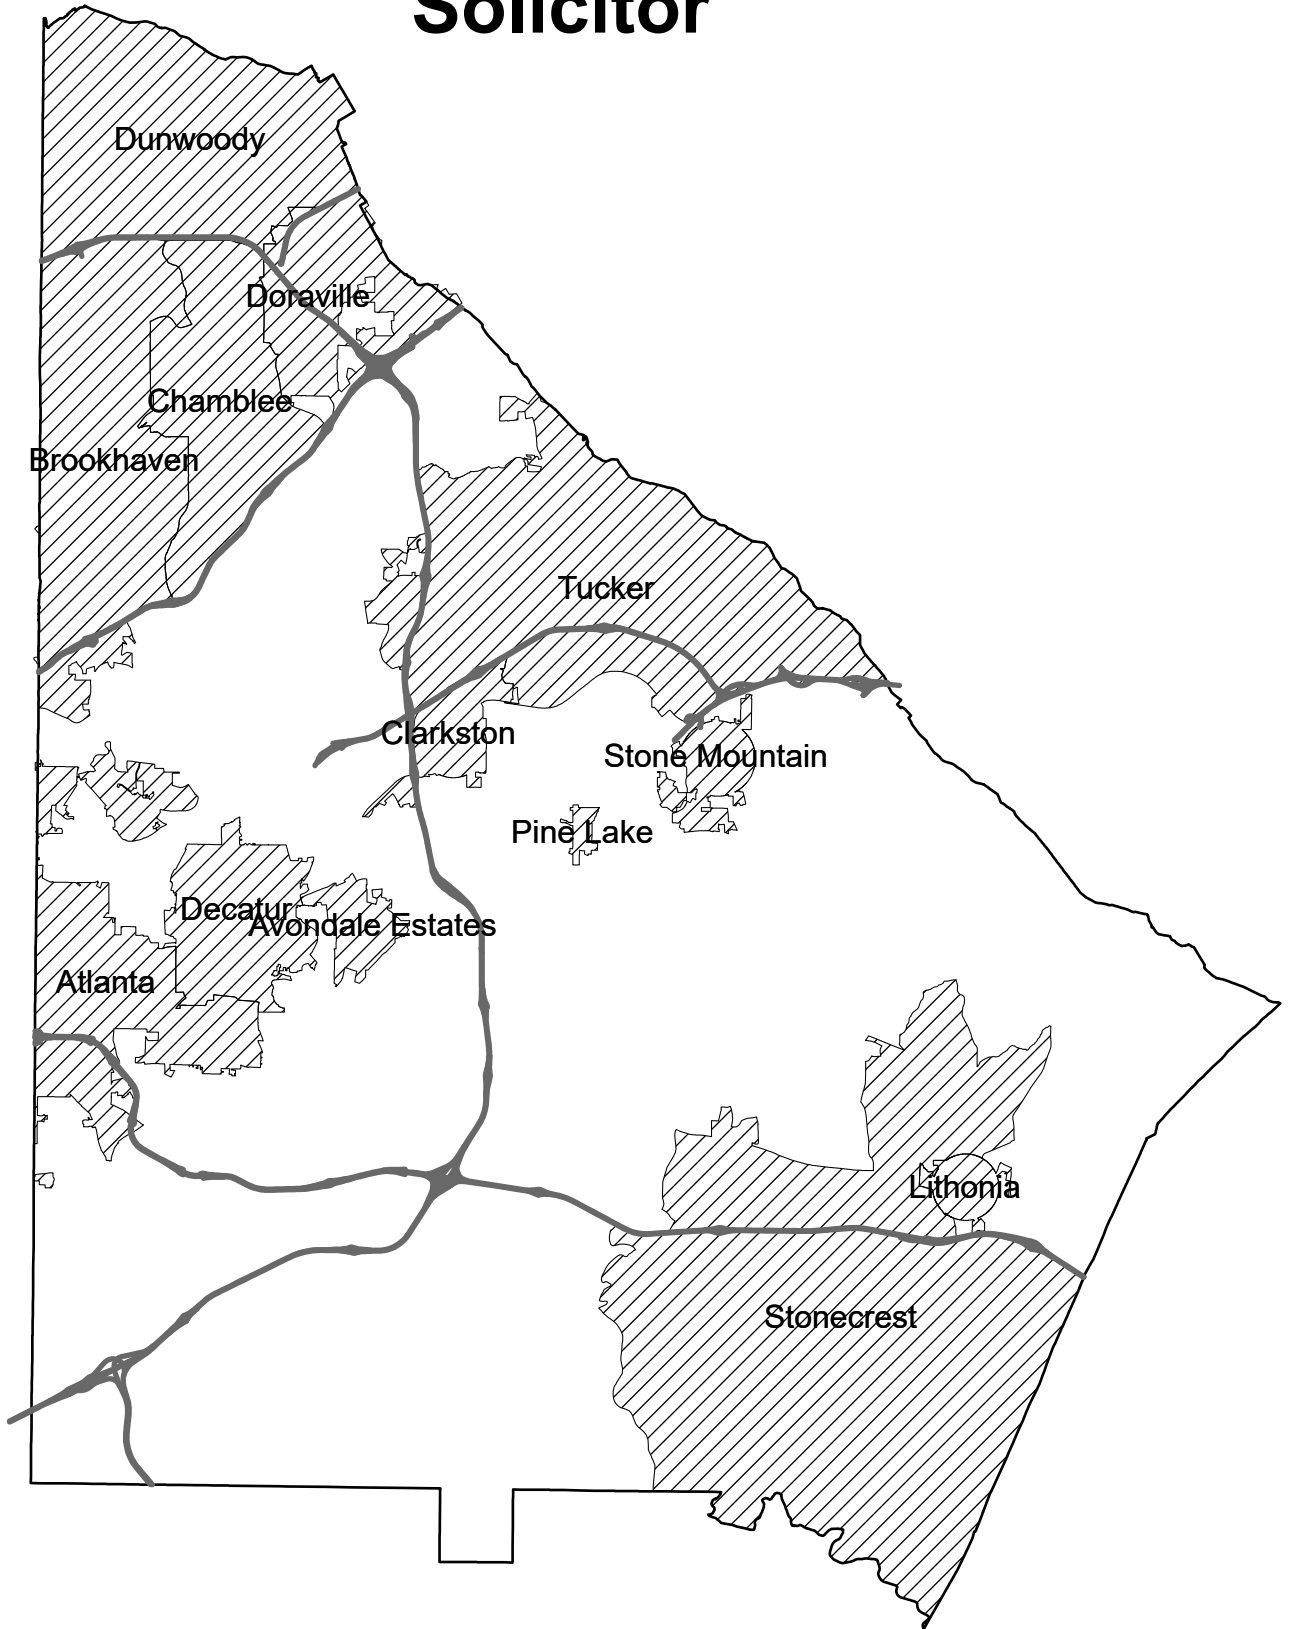 Solicitor
Dunwoody
Doraville
Chamblee
Brookhaven
Tucker
Clarkston
Stone Mountain
Pine Lake
Decatur
Avondale Estates
Atlanta
Lithonia
Stonecrest